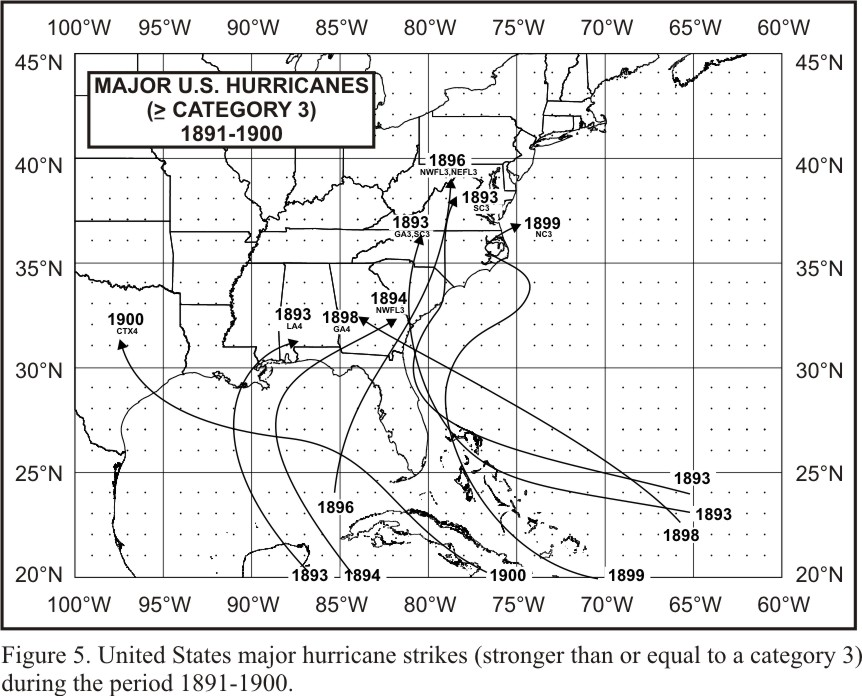 100°W 95°W 90°W 85°W 80°W 75°W 70°W 65°W 60°W
45°N 45°N
MAJOR U.S. HURRICANES
(≥ CATEGORY 3)
1891-1900
40°N 40°N
1896
NWFL3,NEFL3
1893
SC3
1893
GA3,SC3
1899
NC3
35°N 35°N
1894
NWFL3
1893
LA4
1898
GA4
1900
CTX4
30°N 30°N
25°N 25°N
1893
1893
1896
1898
20°N 20°N
1893 1894 1900 1899
100°W 95°W 90°W 85°W 80°W 75°W 70°W 65°W 60°W
Figure 5. United States major hurricane strikes (stronger than or equal to a category 3)
during the period 1891-1900.